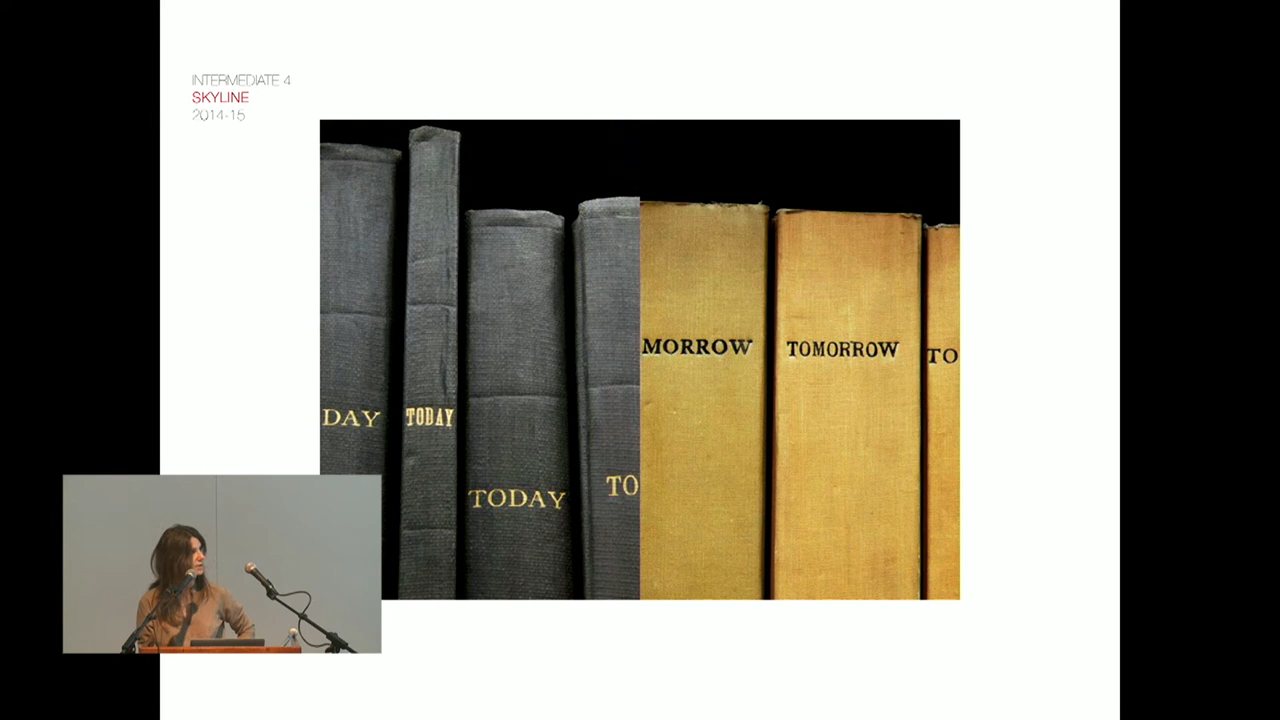 INTERMEDIATE 4
SKYLINE
2014-15
DAY
TODAY
TODAY
TO
MORROW
TOMORROW
TO